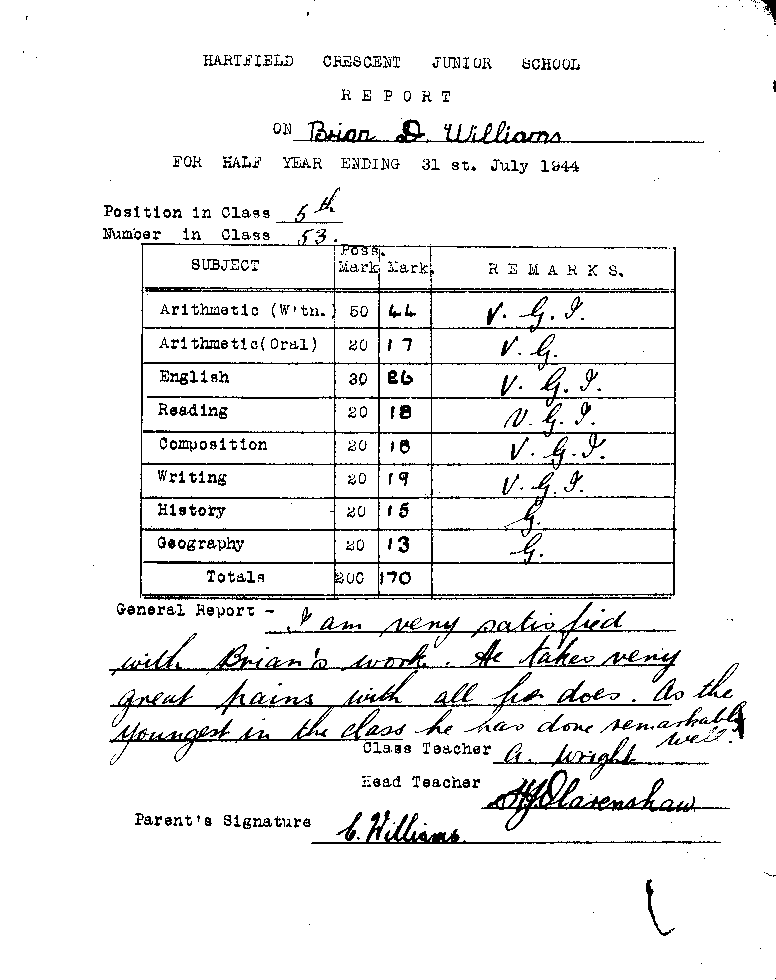 HARTFIELD CRESCENT JUNIOR SCHOOL
REPORT
ON Brian D. Williams
FOR HALF YEAR ENDING 31 st. July 1944
Position in Class 5th
Number in Class 53.
SUBJECT Poss. Mark Mark. REMARKS.
Arithmetic (W'tn.) 50 44 V. G. I.
Arithmetic(Oral) 20 17 V. G.
English 30 26 V. G. I.
Reading 20 18 V. G. I.
Composition 20 18 V. G. I.
Writing 20 19 V. G. I.
History 20 15 G.
Geography 20 13 G.
Totals 200 170
General Report - I am very satisfied
with Brian's work. He takes very
great pains with all he does. As the
youngest in the class he has done remarkably
well.
Class Teacher A. Wright
Head Teacher
Parent's Signature C. Williams.